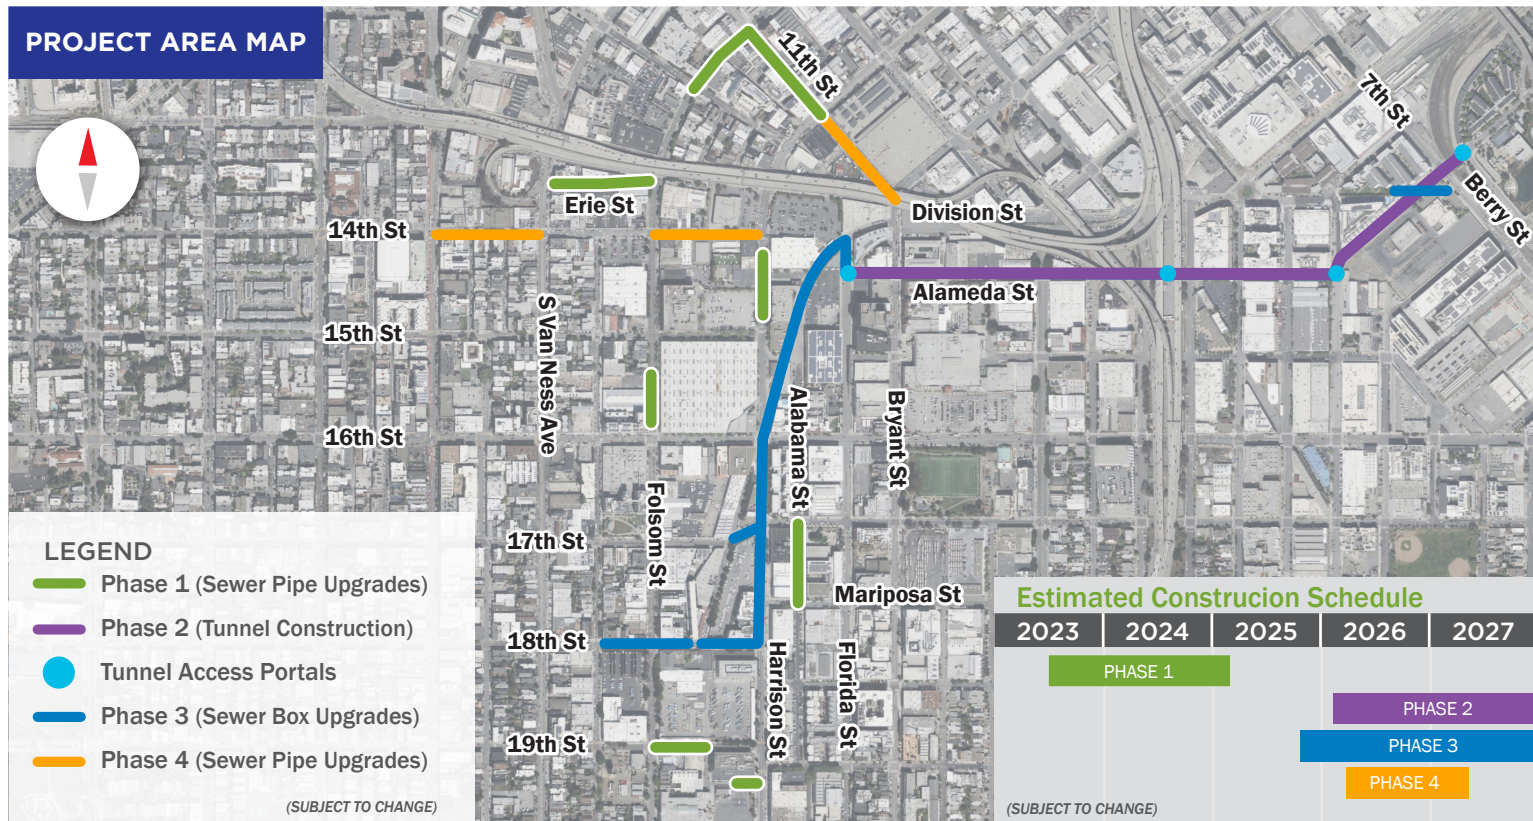 PROJECT AREA MAP
11th St
7th St
Berry St
Erie St
Division St
14th St
Alameda St
S Van Ness Ave
15th St
Alabama St
Bryant St
16th St
Folsom St
17th St
Mariposa St
18th St
Harrison St
Florida St
19th St
LEGEND
Phase 1 (Sewer Pipe Upgrades)
Phase 2 (Tunnel Construction)
Tunnel Access Portals
Phase 3 (Sewer Box Upgrades)
Phase 4 (Sewer Pipe Upgrades)
(SUBJECT TO CHANGE)
Estimated Construcion Schedule
2023 2024 2025 2026 2027
PHASE 1
PHASE 2
PHASE 3
PHASE 4
(SUBJECT TO CHANGE)